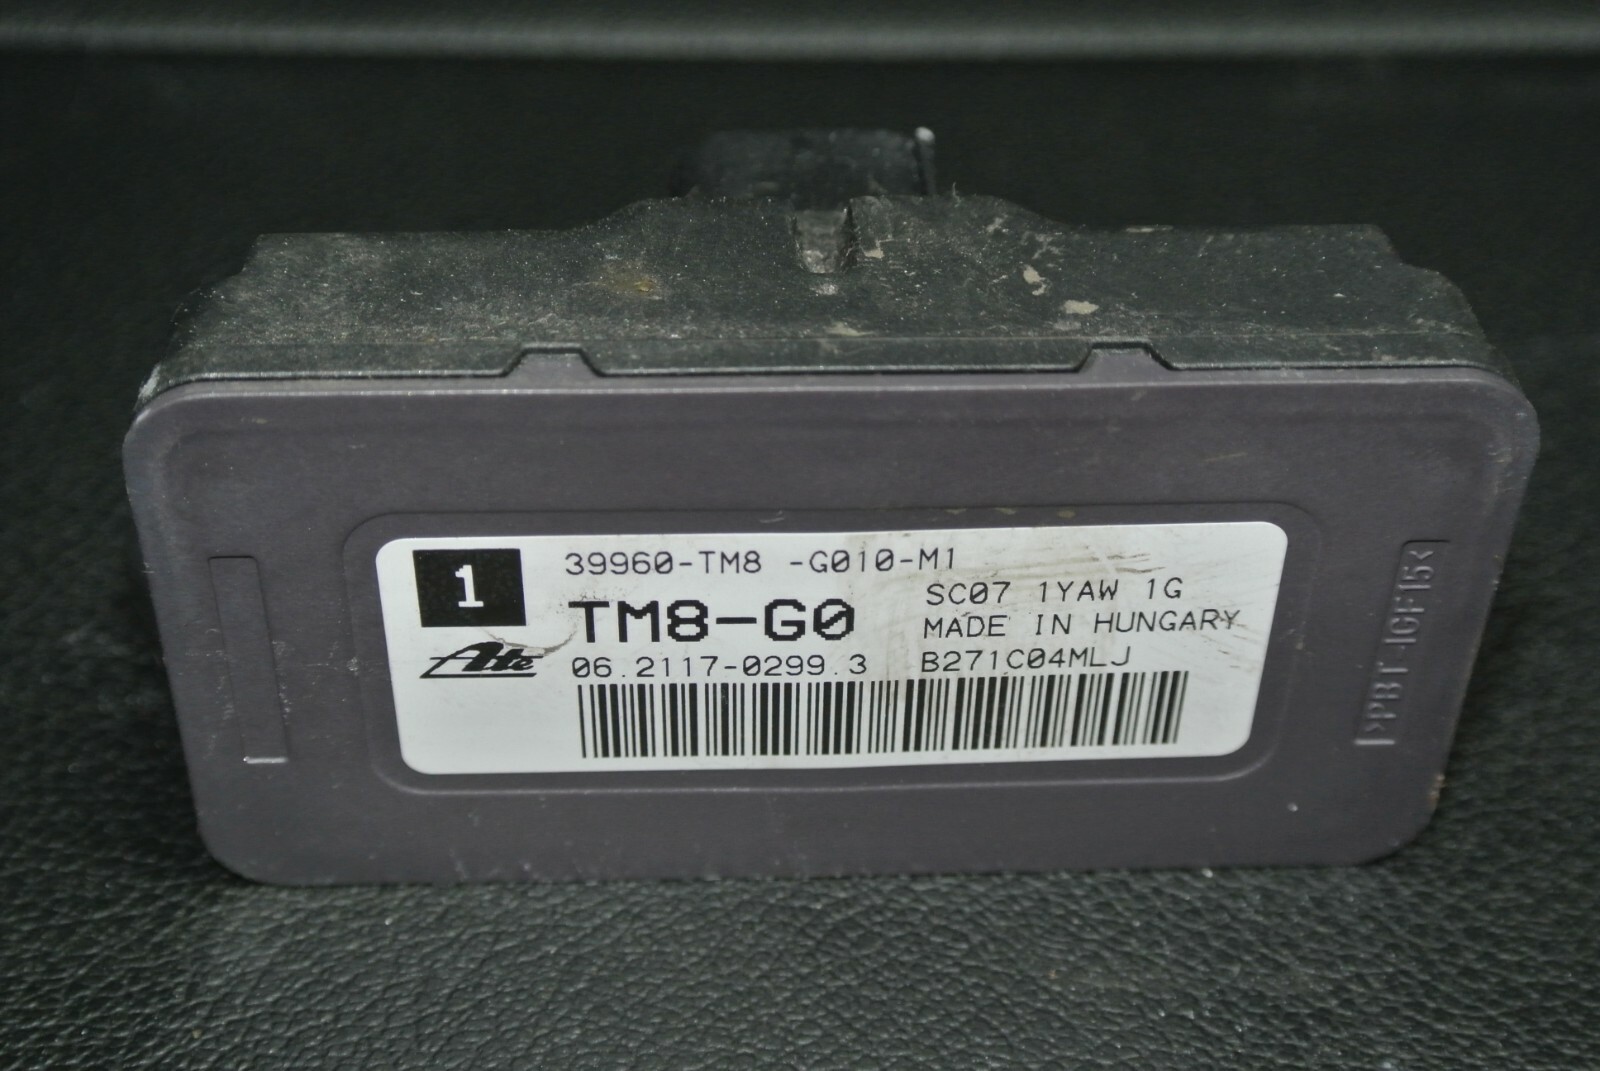 1
39960-TM8 -G010-M1
SC07 1YAW 1G
TM8-G0
MADE IN HUNGARY
Ate
06.2117-0299.3
B271C04MLJ
>PBT-GF15<